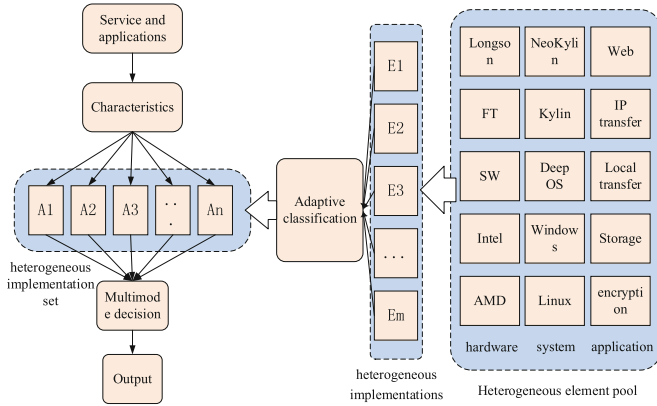 Service and
applications
Characteristics
A1
A2
A3
. . .
An
heterogeneous
implementation
set
Multimod
e decision
Output
Adaptive
classification
E1
E2
E3
...
Em
heterogeneous
implementations
Longso
n
NeoKyli
n
Web
FT
Kylin
IP
transfer
SW
Deep
OS
Local
transfer
Intel
Window
s
Storage
AMD
Linux
encrypti
on
hardware
system
application
Heterogeneous element pool